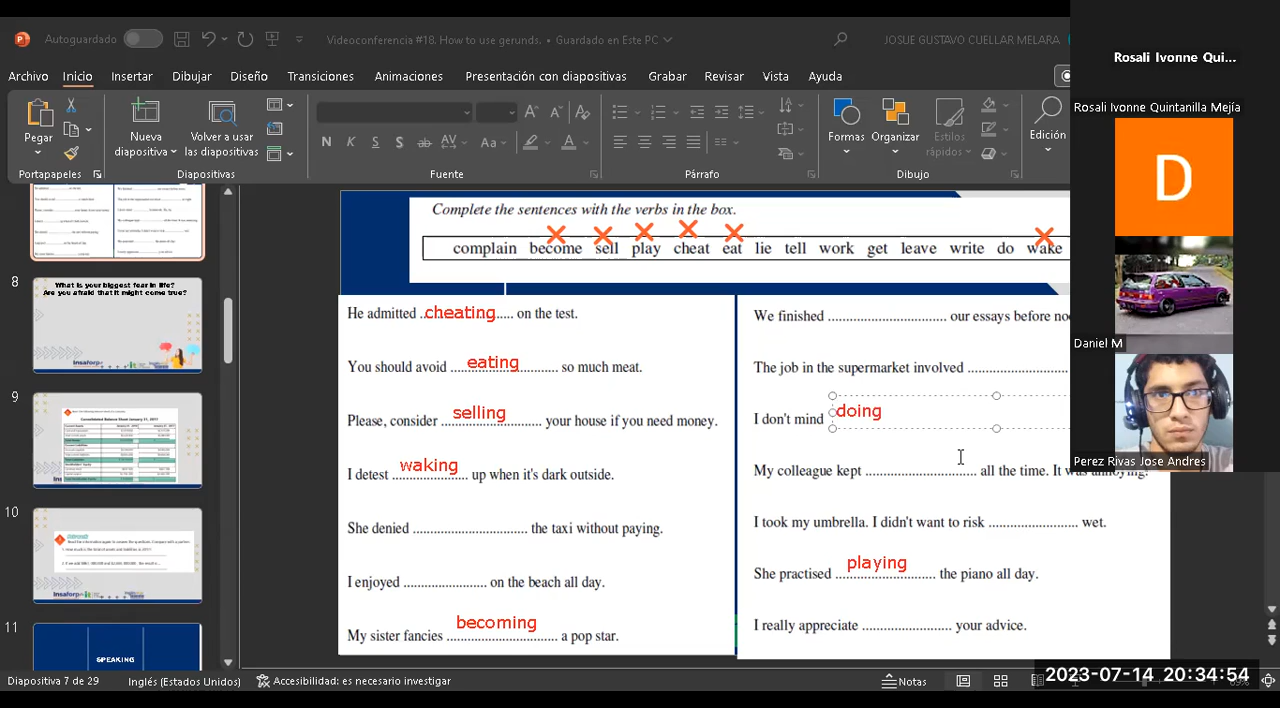 Autoguardado
Videoconferencia #18. How to use gerunds. • Guardado en Este PC
JOSUE GUSTAVO CUELLAR MELARA
Archivo Inicio Insertar Dibujar Diseño Transiciones Animaciones Presentación con diapositivas Grabar Revisar Vista Ayuda
Pegar
Nueva diapositiva
Volver a usar las diapositivas
Formas
Organizar
Estilos rápidos
Edición
Portapapeles
Diapositivas
Fuente
Párrafo
Dibujo
Rosali Ivonne Qui...
Rosali Ivonne Quintanilla Mejía
D
Daniel M
Perez Rivas Jose Andres
8
What is your biggest fear in life?
Are you afraid that it might come true?
Insaforp
9
Consolidated Balance Sheet January 31, 2017
10
Insaforp
11
SPEAKING
Complete the sentences with the verbs in the box.
complain become sell play cheat eat lie tell work get leave write do wake
He admitted ..cheating.... on the test.
You should avoid ....eating.... so much meat.
Please, consider ....selling.... your house if you need money.
I detest ....waking.... up when it's dark outside.
She denied .............................. the taxi without paying.
I enjoyed ...................... on the beach all day.
My sister fancies ....becoming.... a pop star.
We finished ............................... our essays before noo
The job in the supermarket involved ...........................
I don't mind doing
My colleague kept ............................. all the time. It was annoying.
I took my umbrella. I didn't want to risk ........................ wet.
She practised ....playing.... the piano all day.
I really appreciate ........................ your advice.
Diapositiva 7 de 29
Inglés (Estados Unidos)
Accesibilidad: es necesario investigar
Notas
2023-07-14 20:34:54